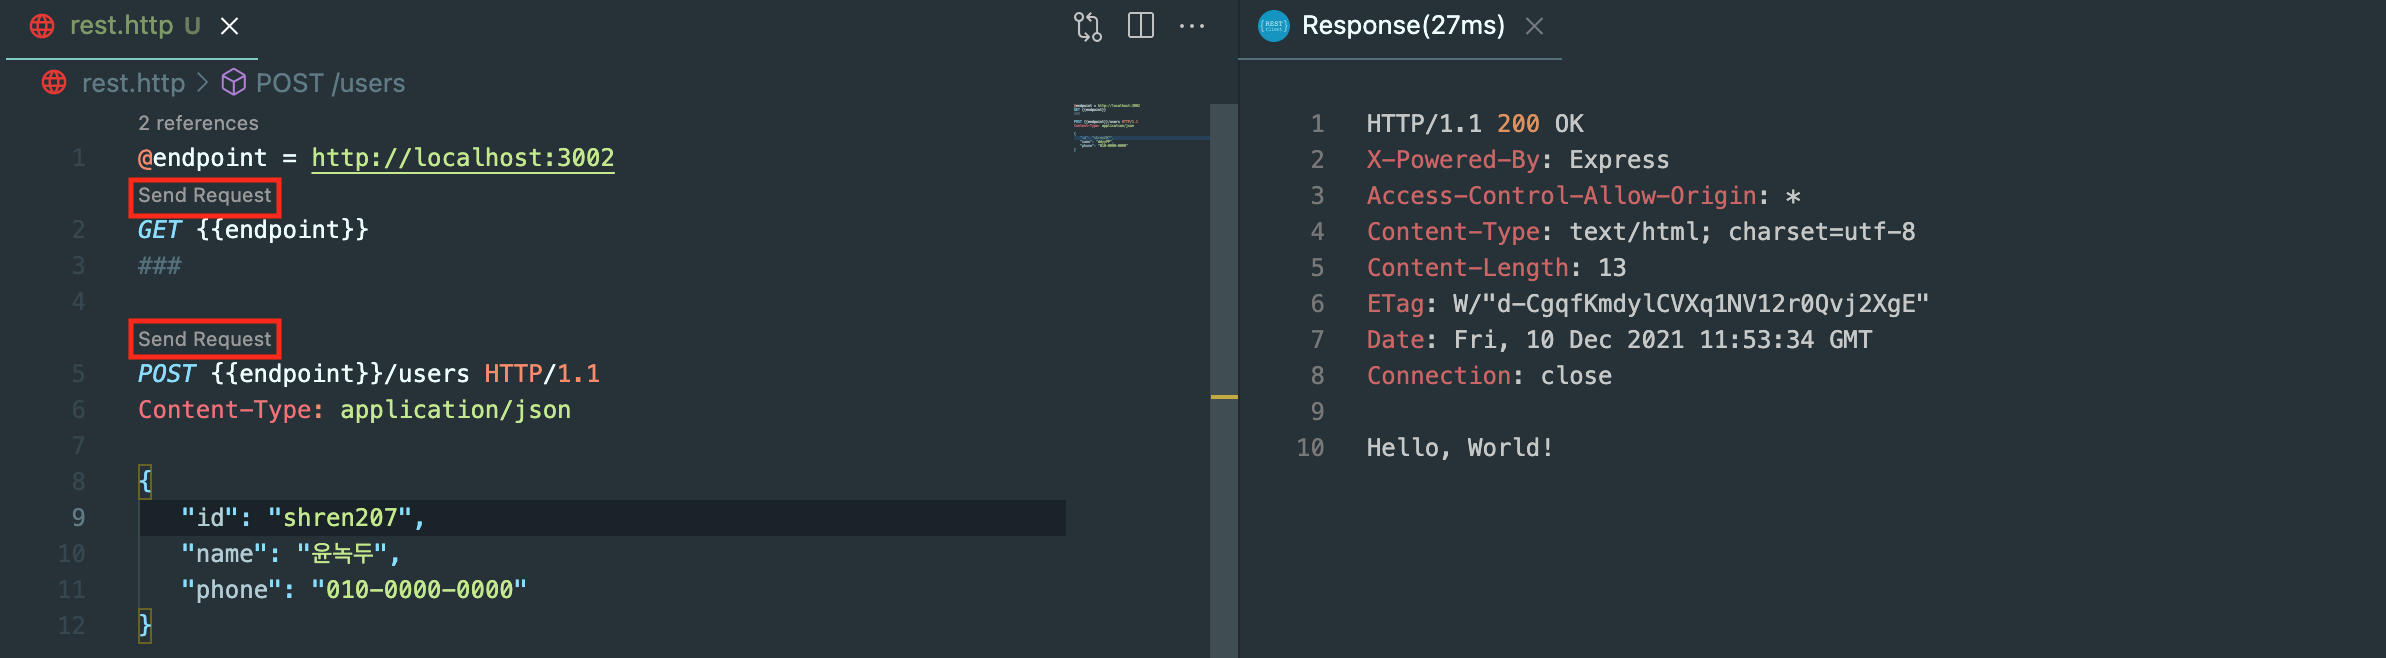 rest.http U
rest.http > POST /users
2 references
1 @endpoint = http://localhost:3002
Send Request
2 GET {{endpoint}}
3 ###
4
Send Request
5 POST {{endpoint}}/users HTTP/1.1
6 Content-Type: application/json
7
8 {
9 "id": "shren207",
10 "name": "윤녹두",
11 "phone": "010-0000-0000"
12 }
Response(27ms)
1 HTTP/1.1 200 OK
2 X-Powered-By: Express
3 Access-Control-Allow-Origin: *
4 Content-Type: text/html; charset=utf-8
5 Content-Length: 13
6 ETag: W/"d-CgqfKmdylCVXq1NV12r0Qvj2XgE"
7 Date: Fri, 10 Dec 2021 11:53:34 GMT
8 Connection: close
9
10 Hello, World!